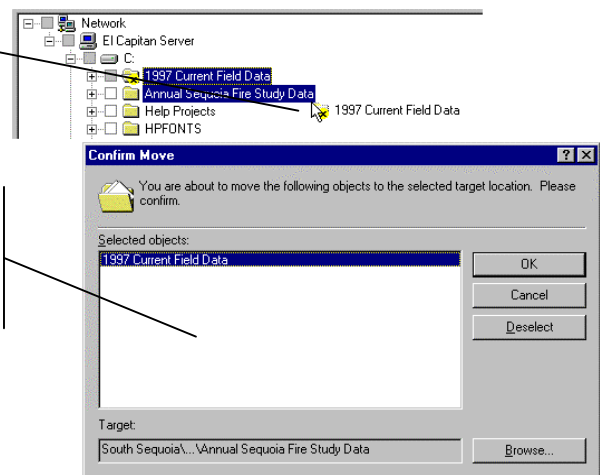 Network
El Capitan Server
C:
1997 Current Field Data
Annual Sequoia Fire Study Data
Help Projects
1997 Current Field Data
HPFONTS
Confirm Move
You are about to move the following objects to the selected target location. Please
confirm.
Selected objects:
1997 Current Field Data
OK
Cancel
Deselect
Target:
South Sequoia\...\Annual Sequoia Fire Study Data
Browse...